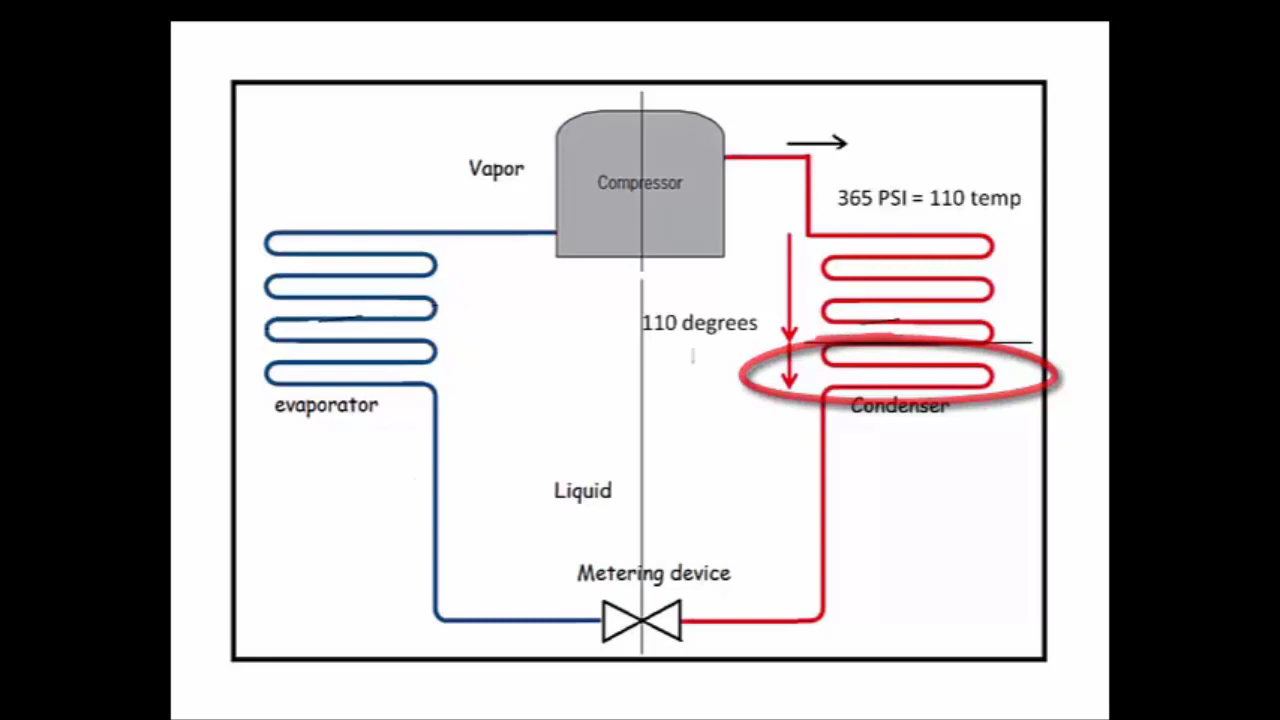 Vapor
Compressor
365 PSI = 110 temp
110 degrees
evaporator
Condenser
Liquid
Metering device